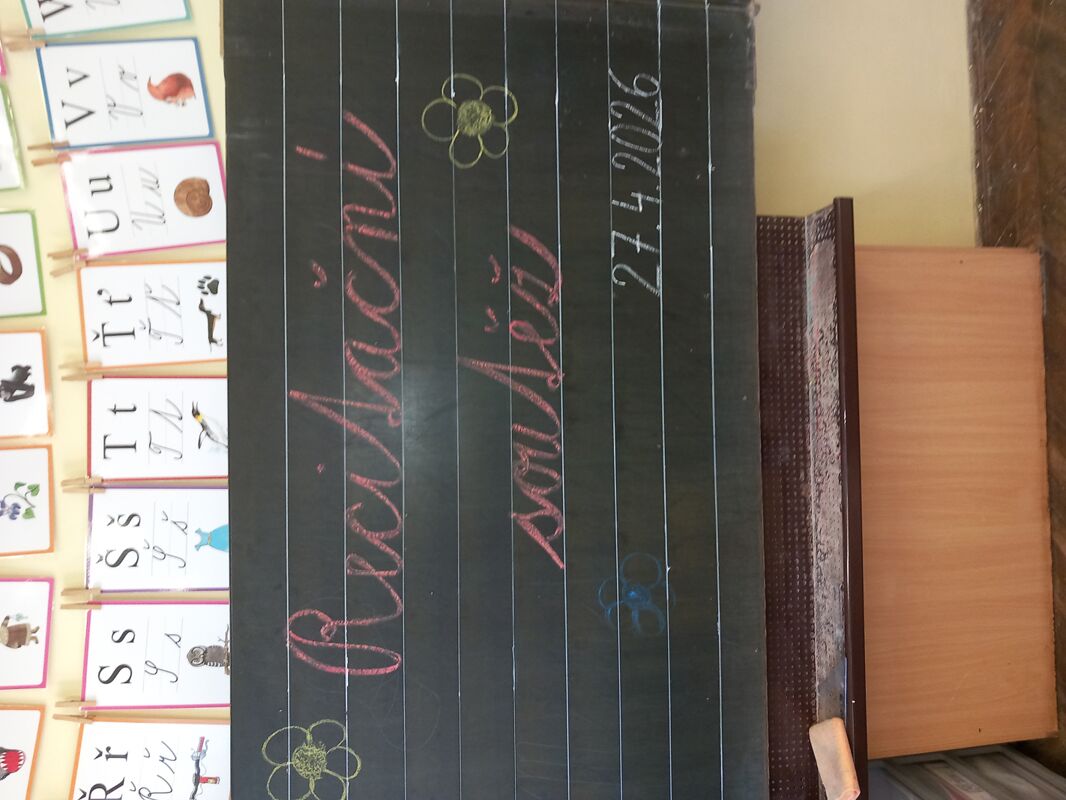 Ř ř
Ř ř
S s
S s
Š š
Š š
T t
T t
Ť ť
Ť ť
U u
U u
V v
V v
Recitační
soutěž
27.4.2026